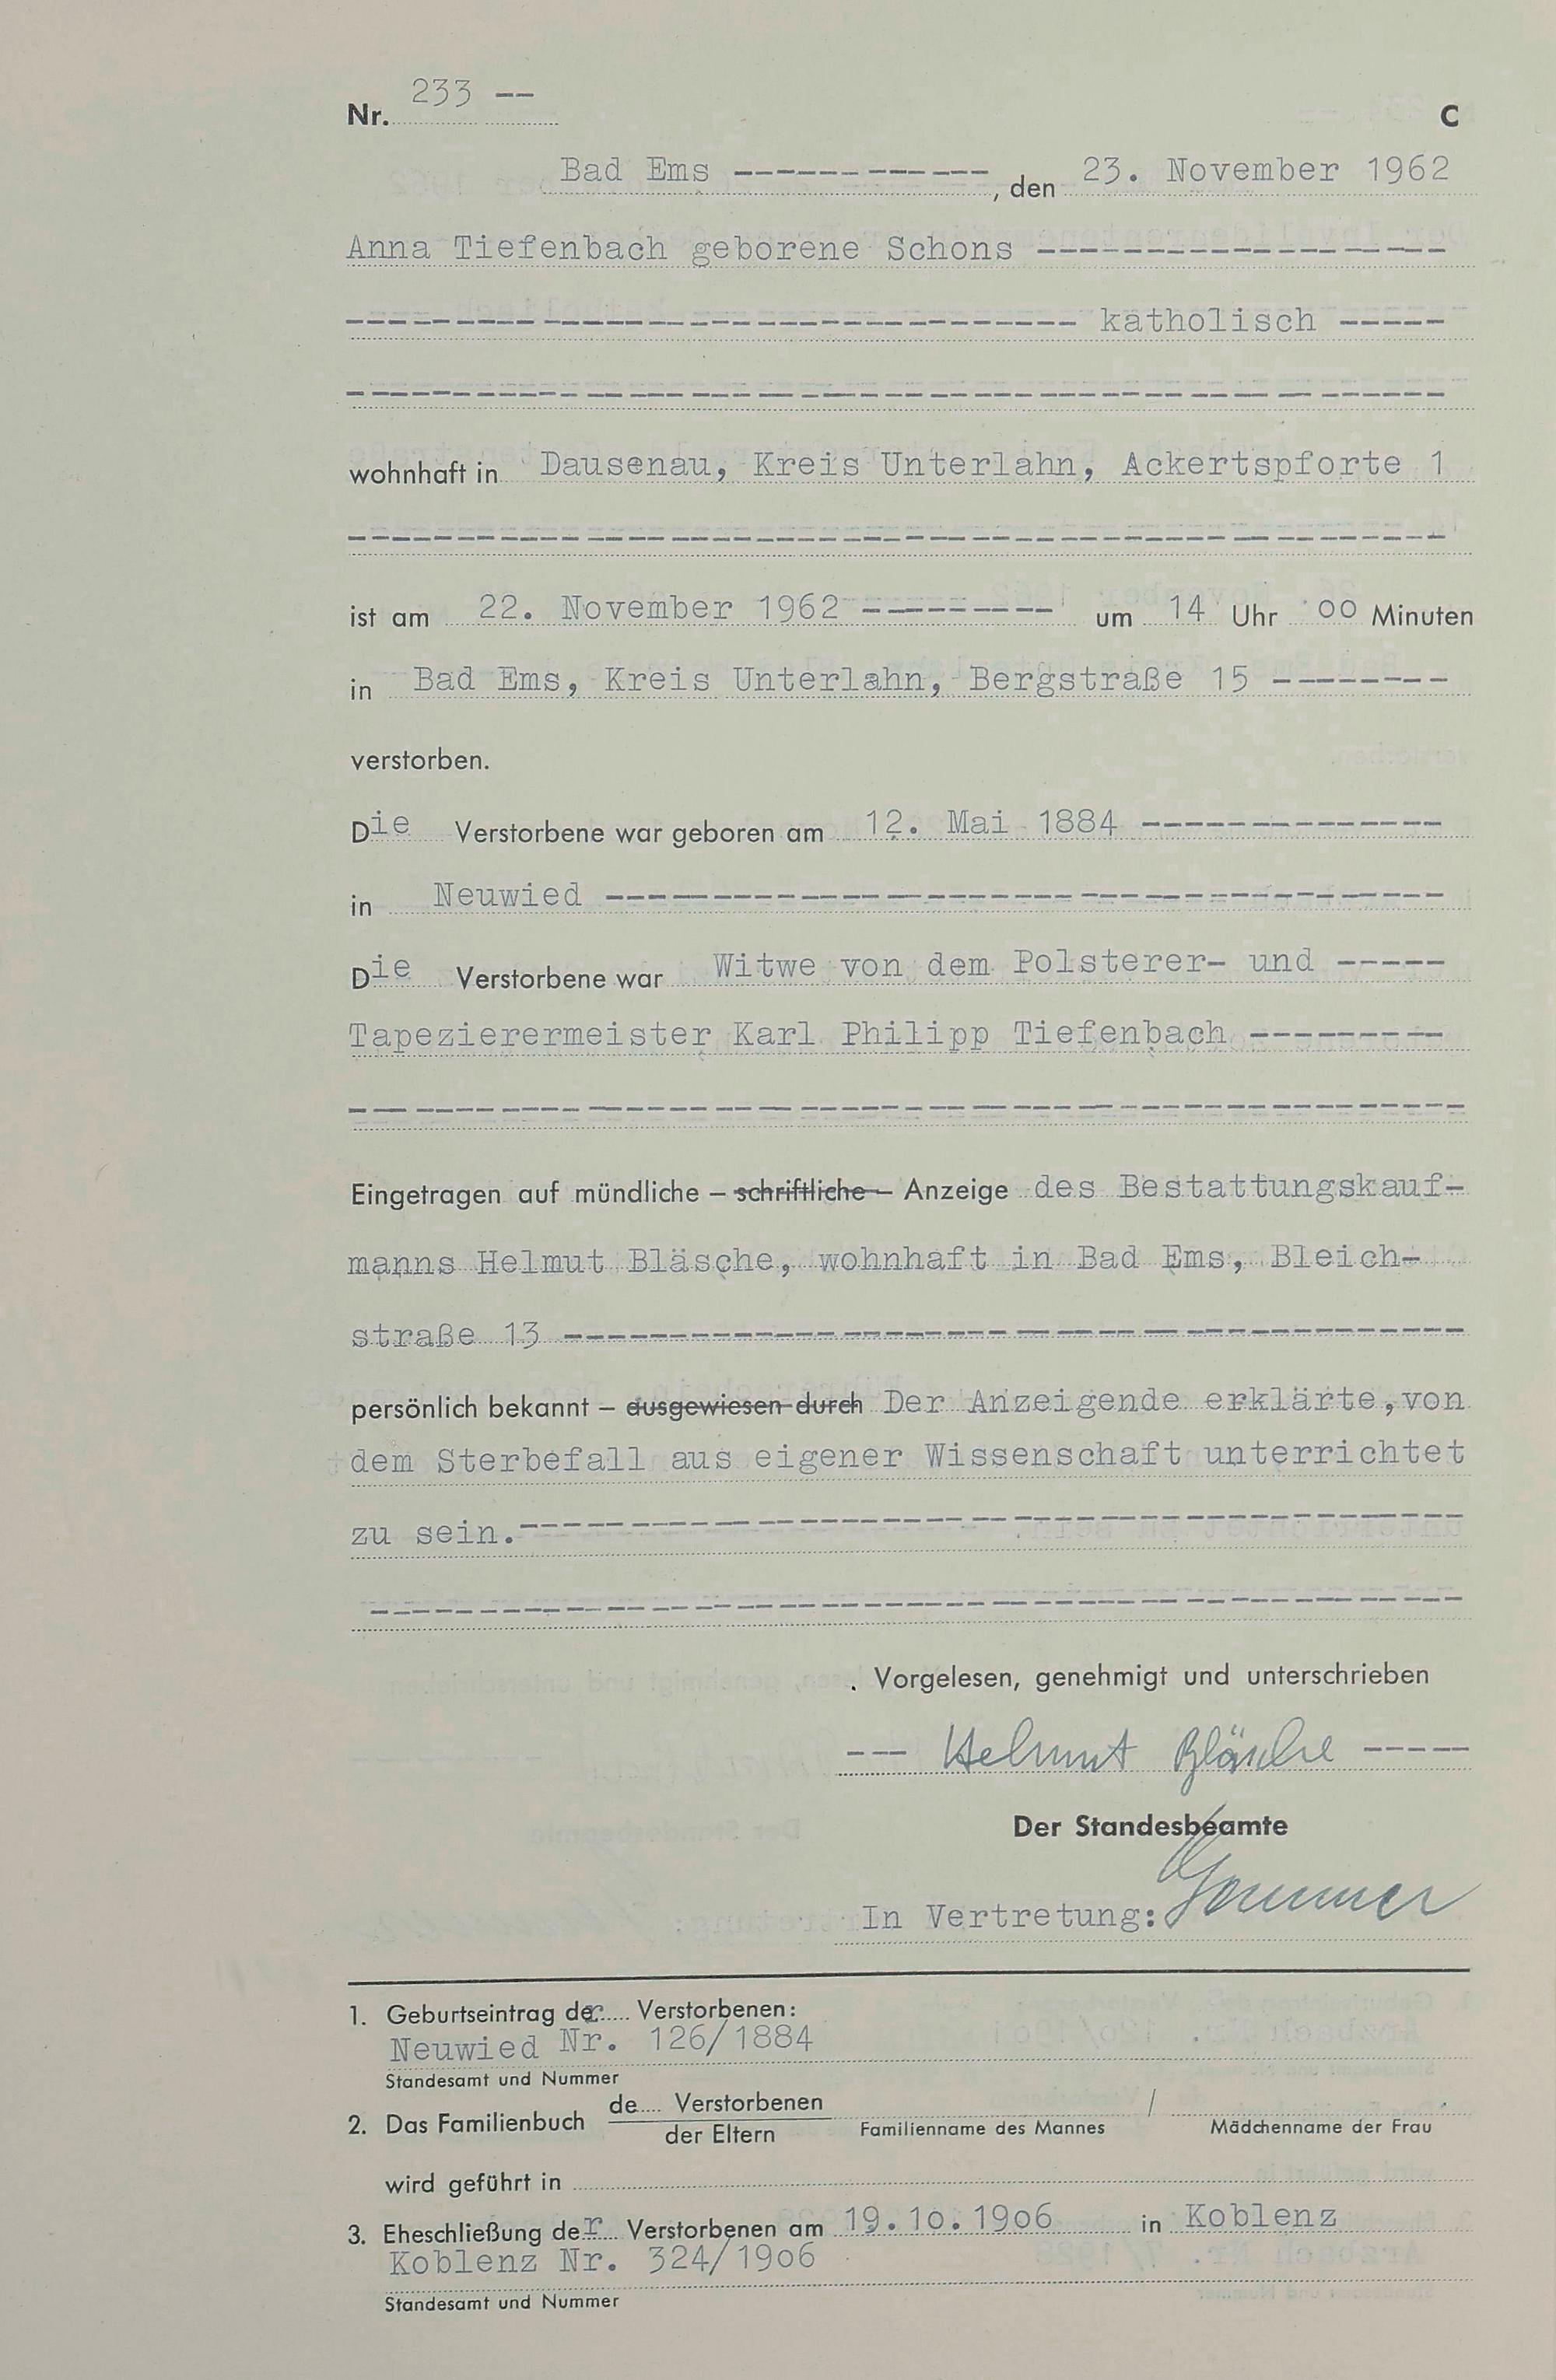 Nr. 233 --
C
Bad Ems ------------, den 23. November 1962
Anna Tiefenbach geborene Schons -------------------
---------------------------------- katholisch -----
---------------------------------------------------
wohnhaft in Dausenau, Kreis Unterlahn, Ackertspforte 1
---------------------------------------------------
ist am 22. November 1962 --------- um 14 Uhr oo Minuten
in Bad Ems, Kreis Unterlahn, Bergstraße 15 --------
verstorben.
Die Verstorbene war geboren am 12. Mai 1884 --------------
in Neuwied ---------------------------------------
Die Verstorbene war Witwe von dem Polsterer- und -----
Tapezierermeister Karl Philipp Tiefenbach ---------
----------------------------------------------------
Eingetragen auf mündliche – schriftliche – Anzeige des Bestattungskauf-
manns Helmut Bläsche, wohnhaft in Bad Ems, Bleich-
straße 13 ------------------------------------------
persönlich bekannt – ausgewiesen durch Der Anzeigende erklärte, von
dem Sterbefall aus eigener Wissenschaft unterrichtet
zu sein.--------------------------------------------
---------------------------------------------------
. Vorgelesen, genehmigt und unterschrieben
--- Helmut Bläsche -----
Der Standesbeamte
In Vertretung: Sommer
1. Geburtseintrag der Verstorbenen:
Neuwied Nr. 126/1884
Standesamt und Nummer
2. Das Familienbuch de.... Verstorbenen / 
der Eltern Familienname des Mannes Mädchenname der Frau
wird geführt in
3. Eheschließung der Verstorbenen am 19.10.1906 in Koblenz
Koblenz Nr. 324/1906
Standesamt und Nummer